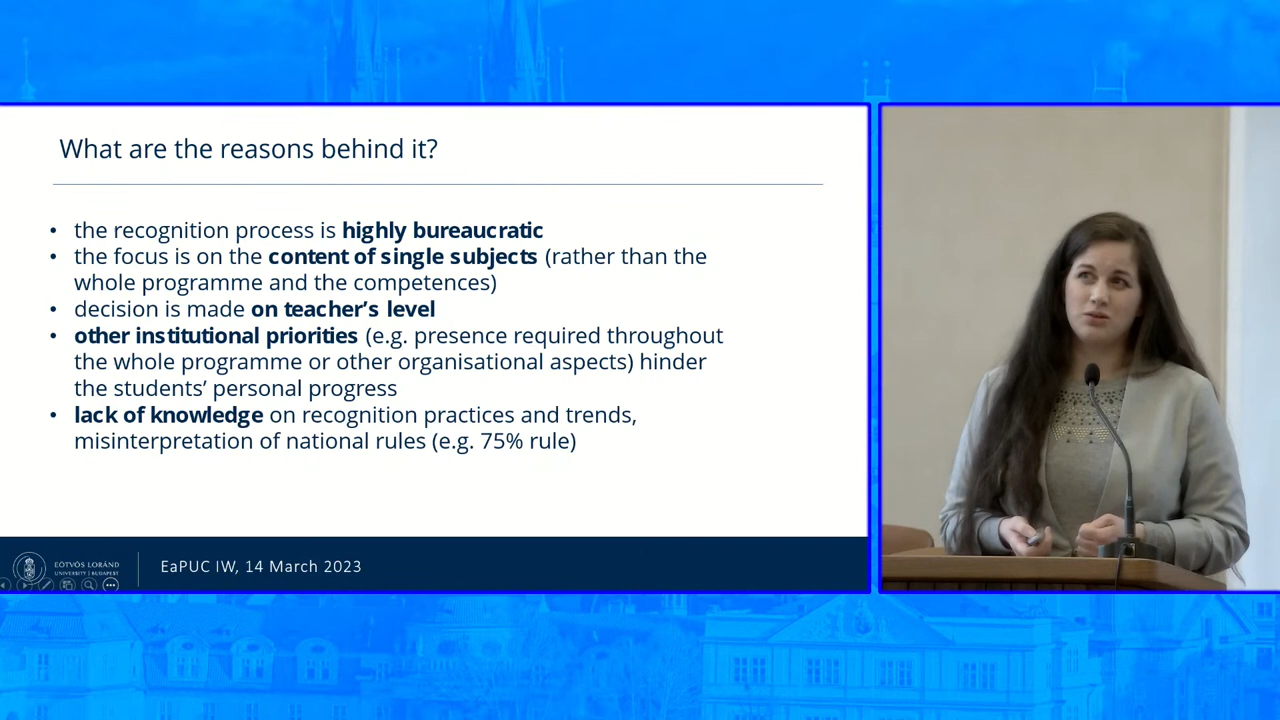 What are the reasons behind it?
• the recognition process is highly bureaucratic
• the focus is on the content of single subjects (rather than the
whole programme and the competences)
• decision is made on teacher's level
• other institutional priorities (e.g. presence required throughout
the whole programme or other organisational aspects) hinder
the students' personal progress
• lack of knowledge on recognition practices and trends,
misinterpretation of national rules (e.g. 75% rule)
EÖTVÖS LORÁND
UNIVERSITY | BUDAPEST
EaPUC IW, 14 March 2023